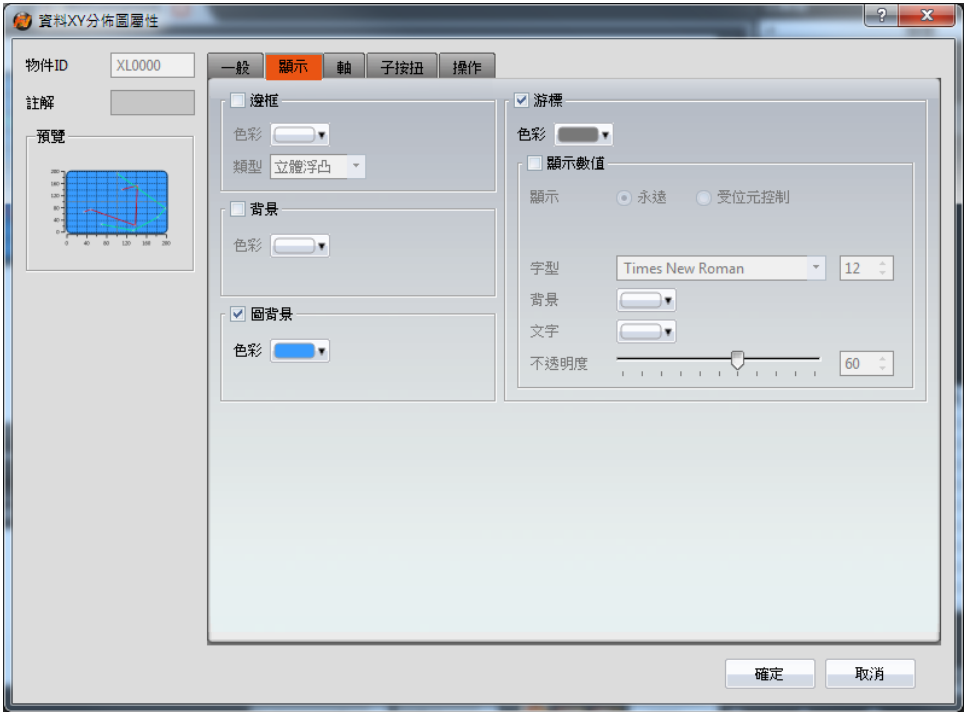 資料XY分佈圖屬性
物件ID XL0000
註解
預覽
一般 顯示 軸 子按扭 操作
邊框
色彩
類型 立體浮凸
背景
色彩
圖背景
色彩
游標
色彩
顯示數值
顯示 永遠 受位元控制
字型 Times New Roman 12
背景
文字
不透明度 60
確定 取消